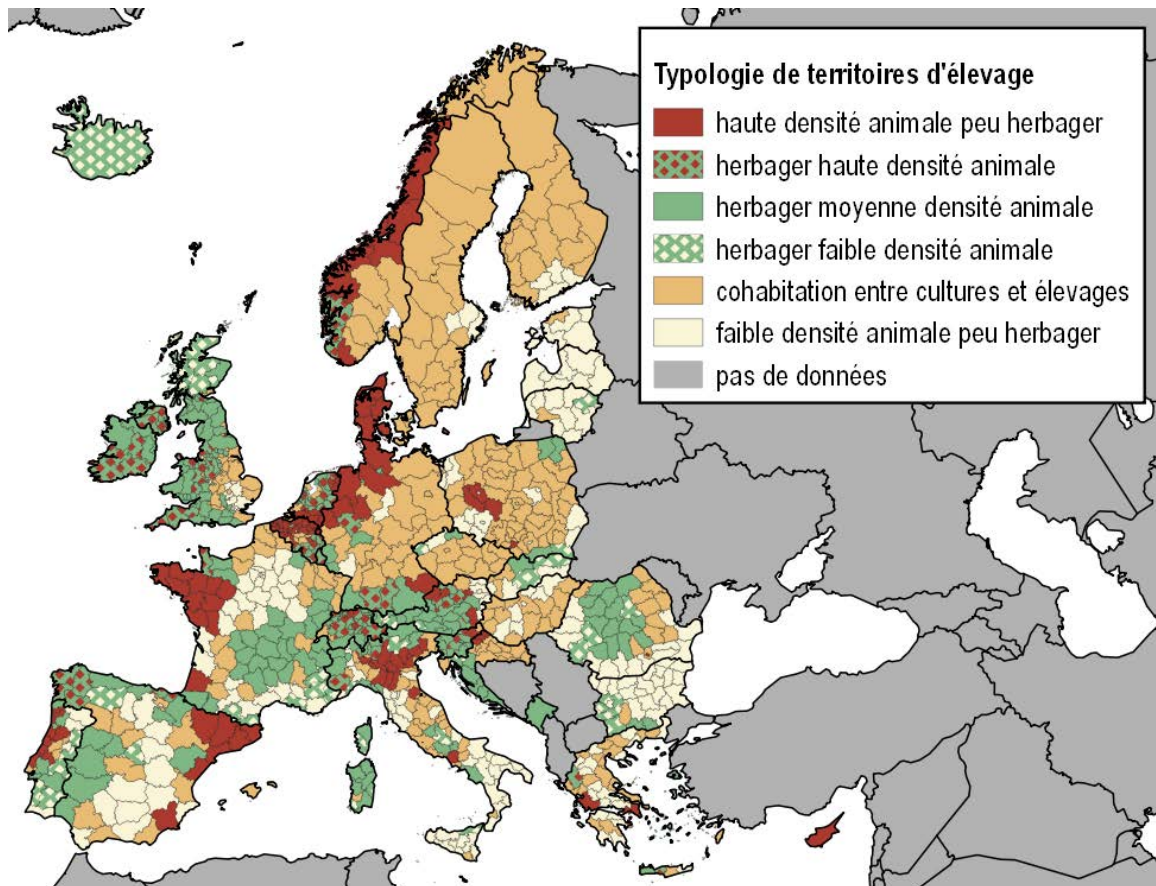 Typologie de territoires d'élevage
haute densité animale peu herbager
herbager haute densité animale
herbager moyenne densité animale
herbager faible densité animale
cohabitation entre cultures et élevages
faible densité animale peu herbager
pas de données